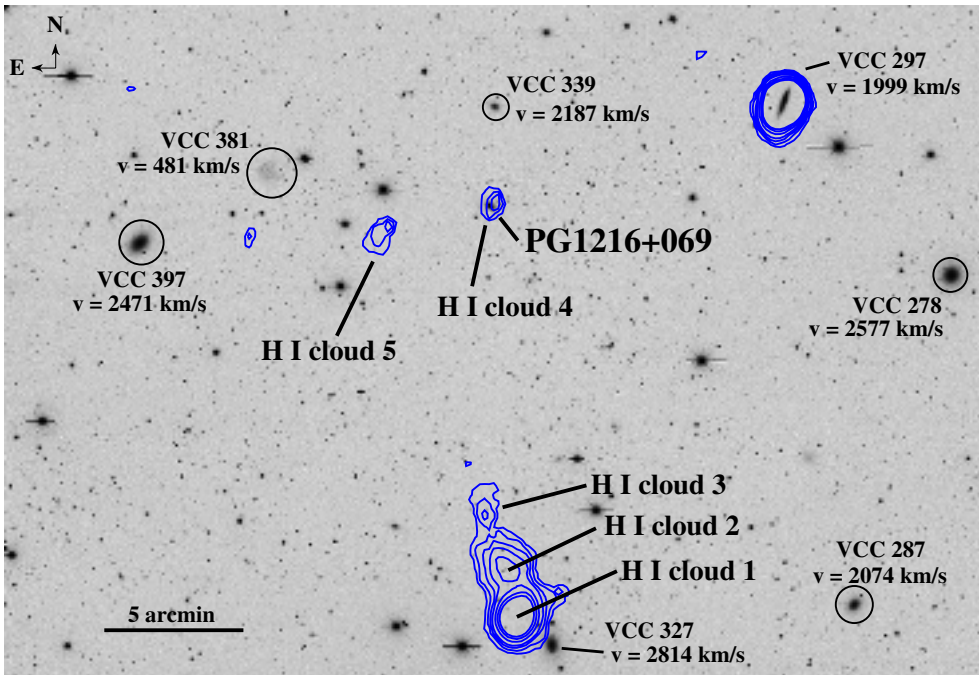 N
E
VCC 297
v = 1999 km/s
VCC 339
v = 2187 km/s
VCC 381
v = 481 km/s
PG1216+069
VCC 397
v = 2471 km/s
VCC 278
v = 2577 km/s
H I cloud 4
H I cloud 5
H I cloud 3
H I cloud 2
H I cloud 1
VCC 287
v = 2074 km/s
5 arcmin
VCC 327
v = 2814 km/s